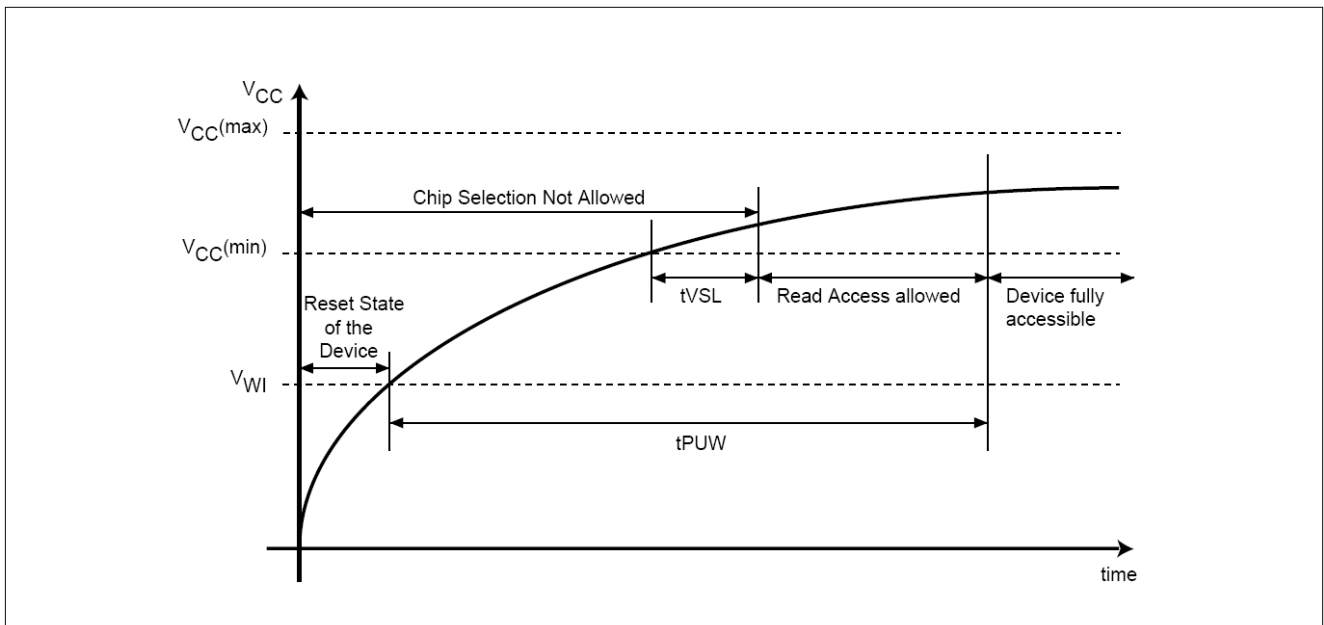 VCC
VCC(max)
Chip Selection Not Allowed
VCC(min)
tVSL
Read Access allowed
Device fully
accessible
Reset State
of the
Device
VWI
tPUW
time